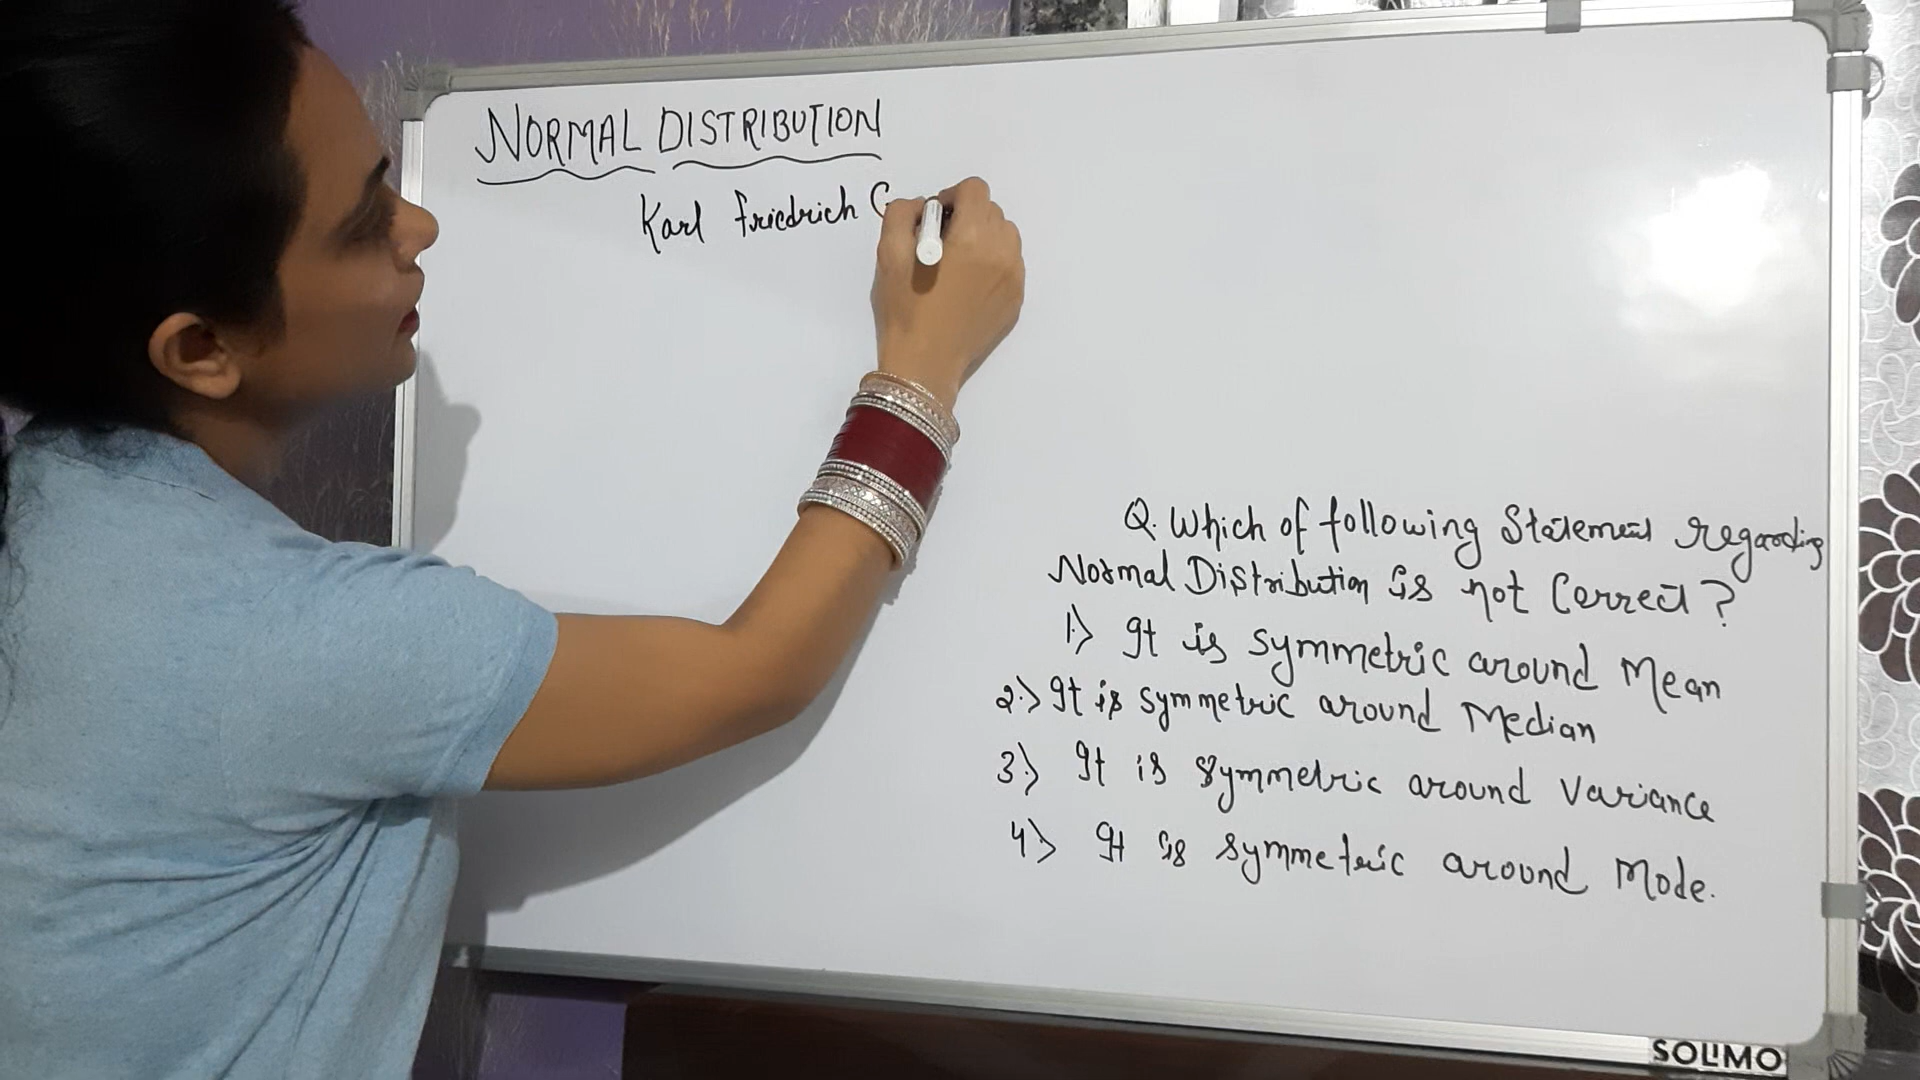 NORMAL DISTRIBUTION
Karl friedrich G
Q. Which of following Statement regarding
Normal Distribution is not Correct ?
1.> It is symmetric around Mean
2.> It is symmetric around Median
3.> It is symmetric around Variance
4.> It is symmetric around Mode.
SOLIMO